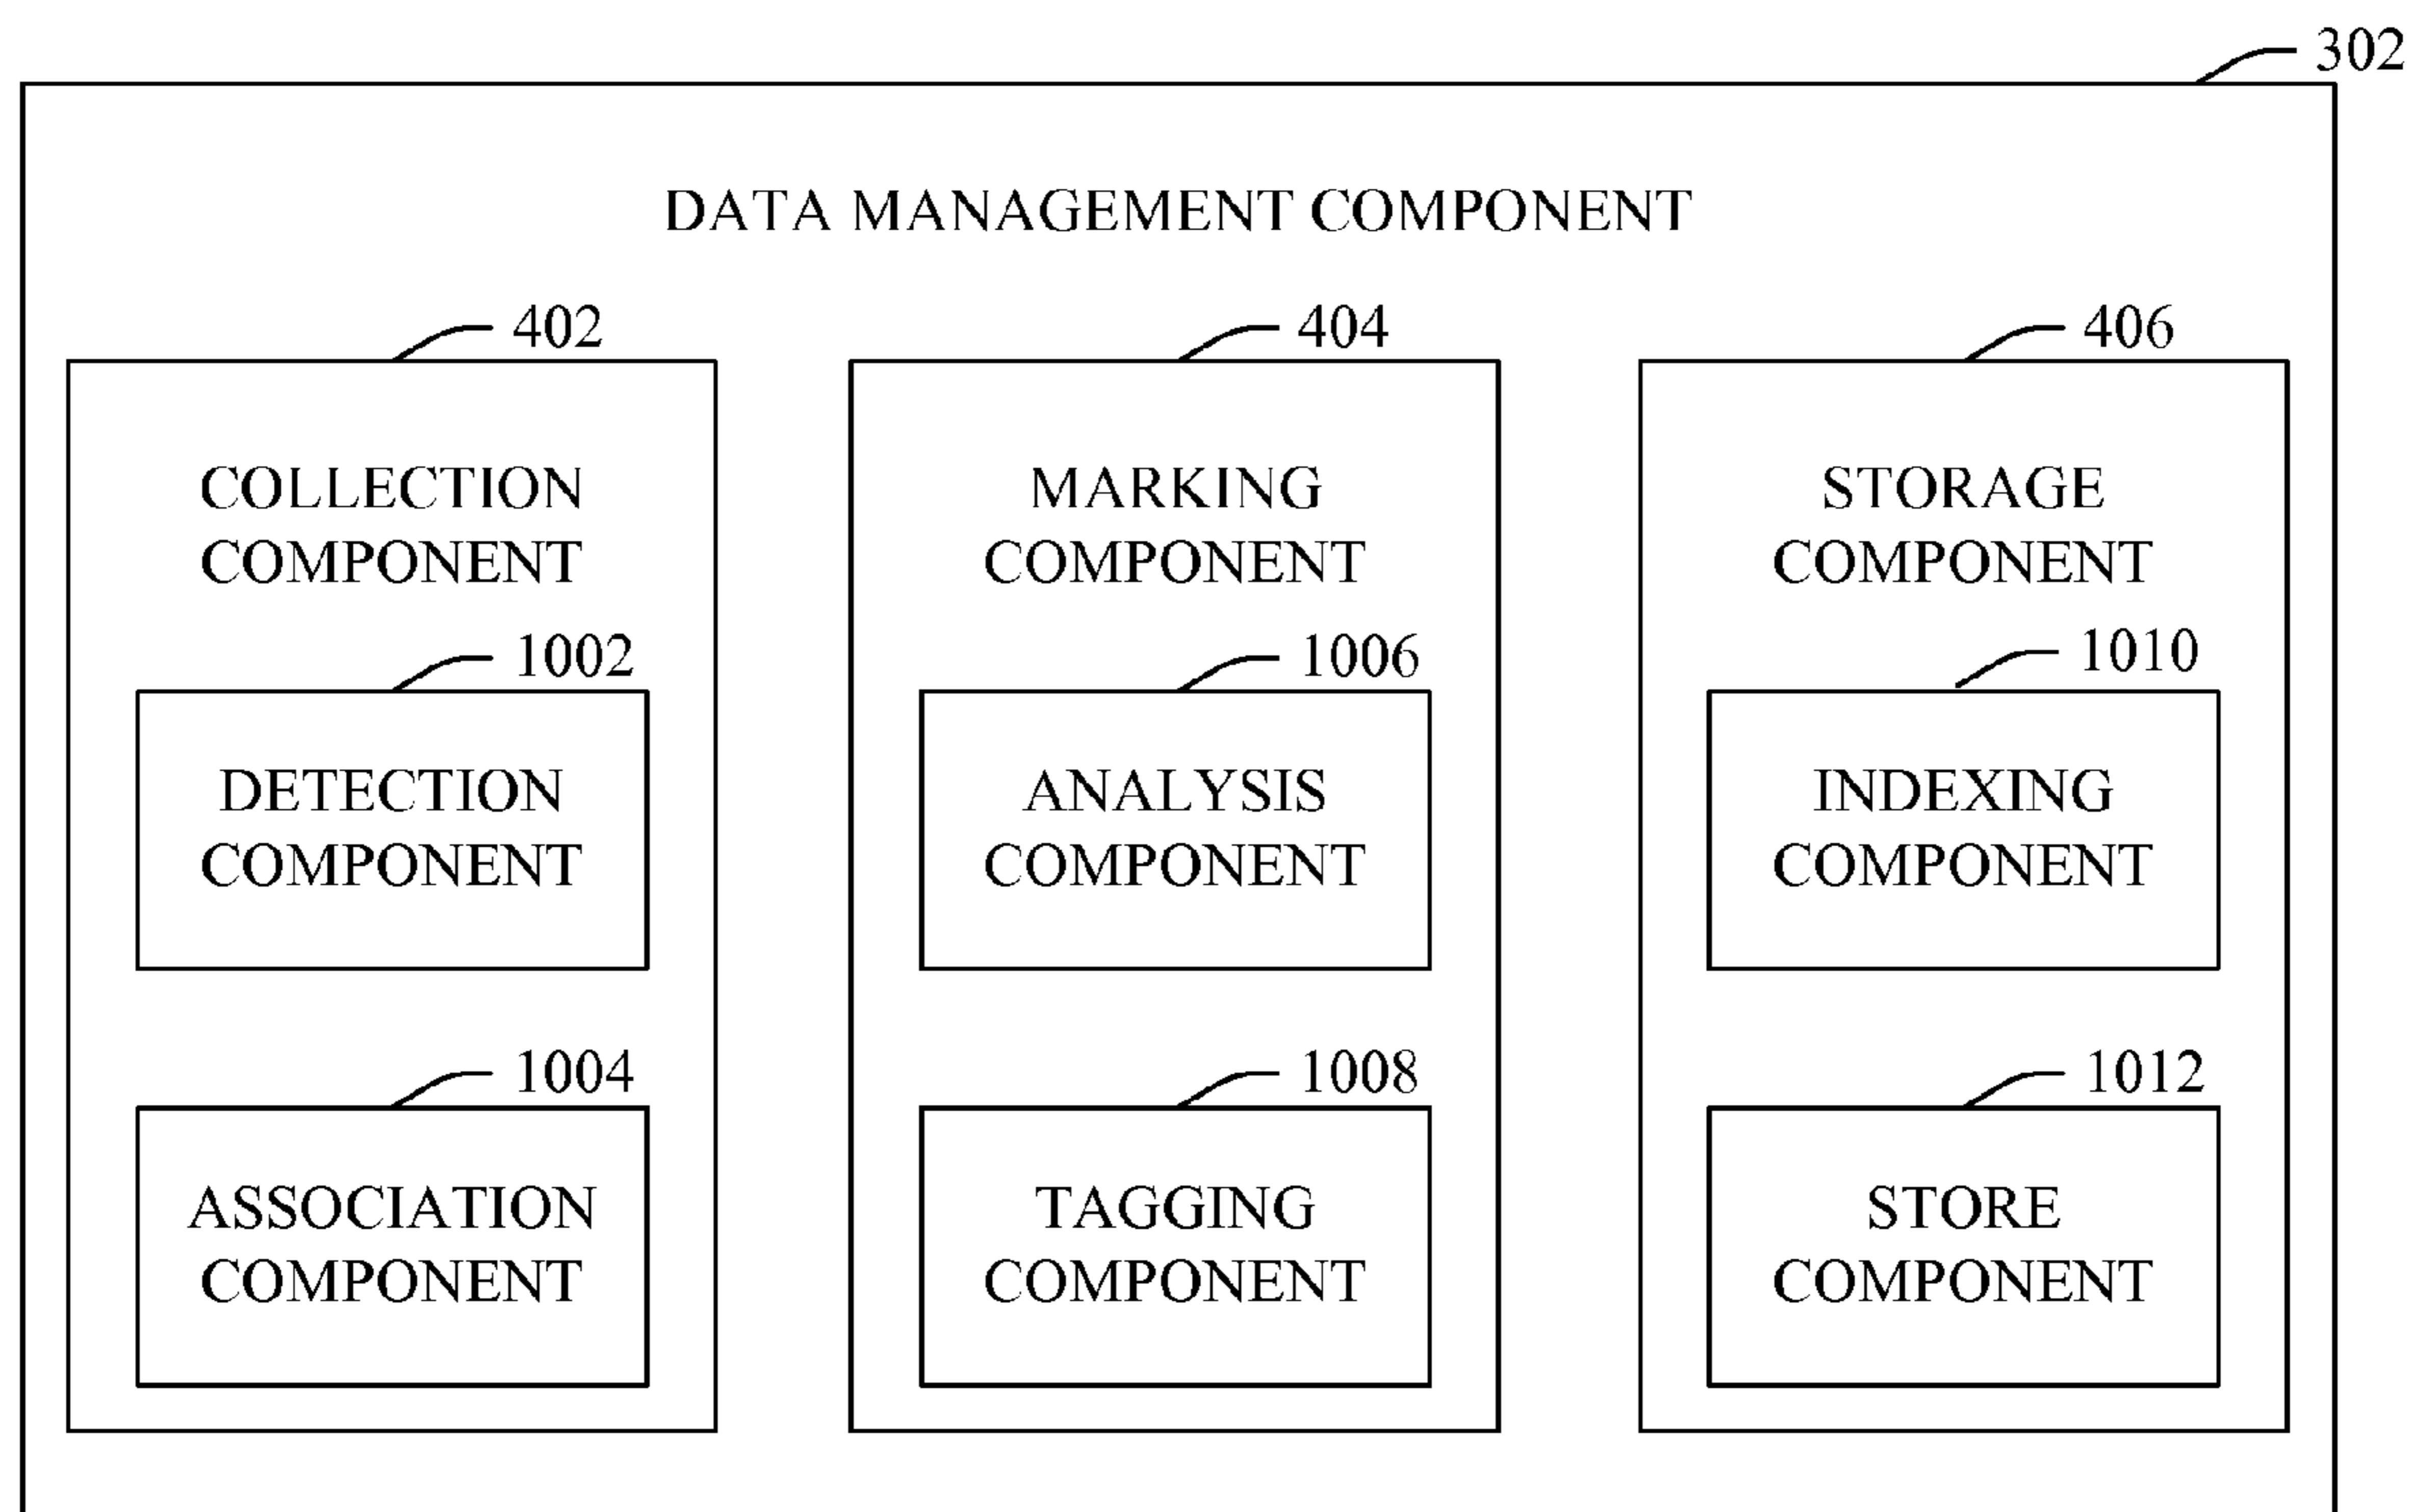 302
DATA MANAGEMENT COMPONENT
402
404
406
COLLECTION
COMPONENT
MARKING
COMPONENT
STORAGE
COMPONENT
1002
1006
1010
DETECTION
COMPONENT
ANALYSIS
COMPONENT
INDEXING
COMPONENT
1004
1008
1012
ASSOCIATION
COMPONENT
TAGGING
COMPONENT
STORE
COMPONENT